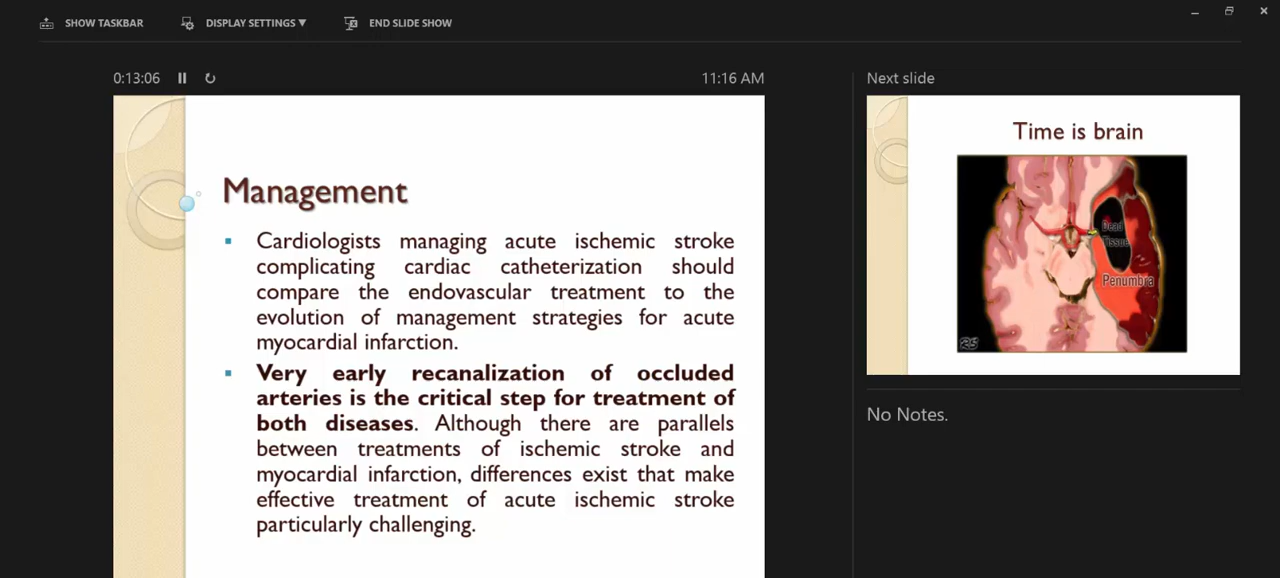 SHOW TASKBAR
DISPLAY SETTINGS ▼
END SLIDE SHOW
0:13:06
11:16 AM
Management
▪ Cardiologists managing acute ischemic stroke
complicating cardiac catheterization should
compare the endovascular treatment to the
evolution of management strategies for acute
myocardial infarction.
▪ Very early recanalization of occluded
arteries is the critical step for treatment of
both diseases. Although there are parallels
between treatments of ischemic stroke and
myocardial infarction, differences exist that make
effective treatment of acute ischemic stroke
particularly challenging.
Next slide
Time is brain
Dead
Tissue
Penumbra
No Notes.